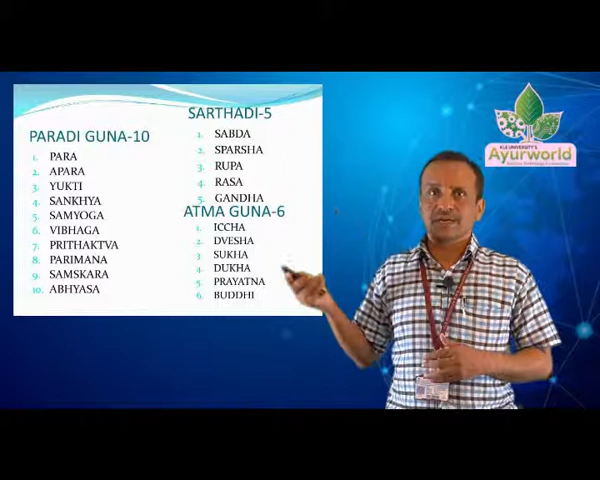 PARADI GUNA-10
1. PARA
2. APARA
3. YUKTI
4. SANKHYA
5. SAMYOGA
6. VIBHAGA
7. PRITHAKTVA
8. PARIMANA
9. SAMSKARA
10. ABHYASA
SARTHADI-5
1. SABDA
2. SPARSHA
3. RUPA
4. RASA
5. GANDHA
ATMA GUNA-6
1. ICCHA
2. DVESHA
3. SUKHA
4. DUKHA
5. PRAYATNA
6. BUDDHI
KLE UNIVERSITY'S
Ayurworld